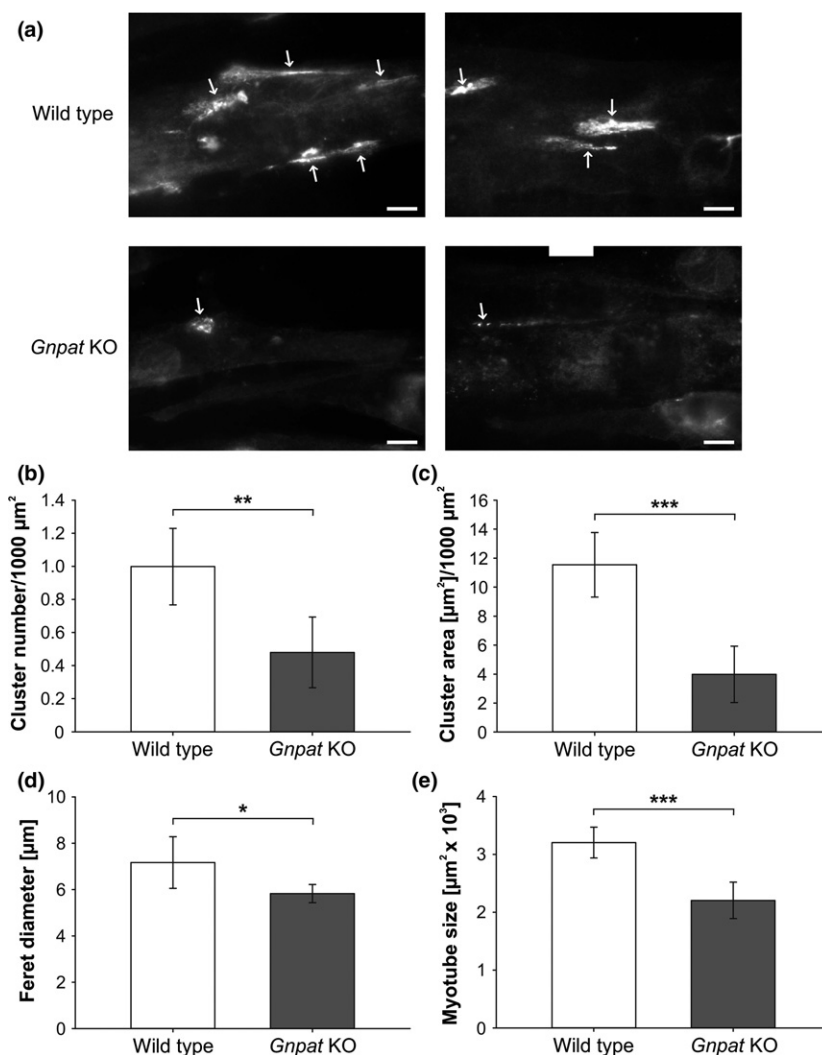 (a)
Wild type
Gnpat KO
(b)
Cluster number/1000 µm²
1.4
1.2
1.0
0.8
0.6
0.4
0.2
0
**
Wild type
Gnpat KO
(c)
Cluster area [µm²]/1000 µm²
16
14
12
10
8
6
4
2
0
***
Wild type
Gnpat KO
(d)
Feret diameter [µm]
10
8
6
4
2
0
*
Wild type
Gnpat KO
(e)
Myotube size [µm² x 10³]
4
3
2
1
0
***
Wild type
Gnpat KO